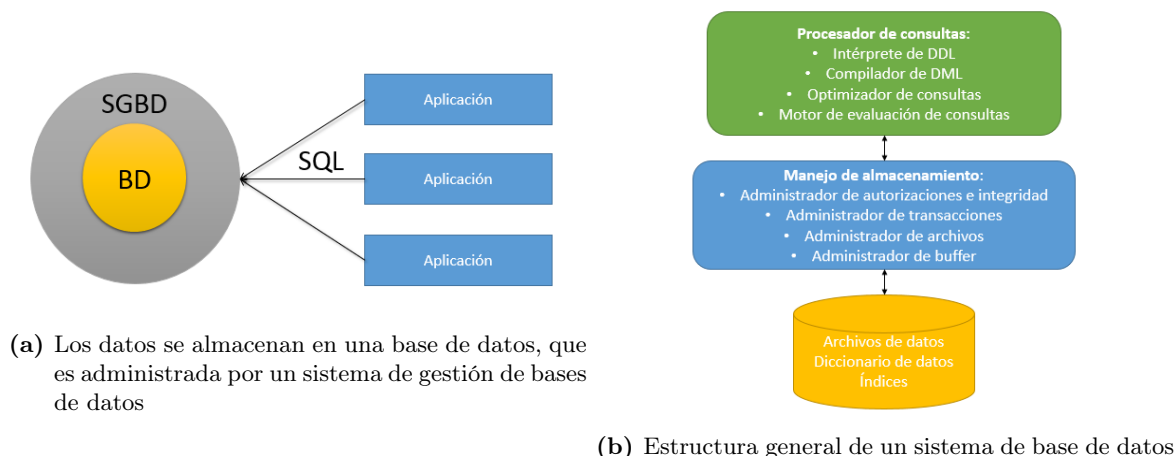 SGBD
BD
SQL
Aplicación
Aplicación
Aplicación
(a) Los datos se almacenan en una base de datos, que
es administrada por un sistema de gestión de bases
de datos
Procesador de consultas:
• Intérprete de DDL
• Compilador de DML
• Optimizador de consultas
• Motor de evaluación de consultas
Manejo de almacenamiento:
• Administrador de autorizaciones e integridad
• Administrador de transacciones
• Administrador de archivos
• Administrador de buffer
Archivos de datos
Diccionario de datos
Índices
(b) Estructura general de un sistema de base de datos